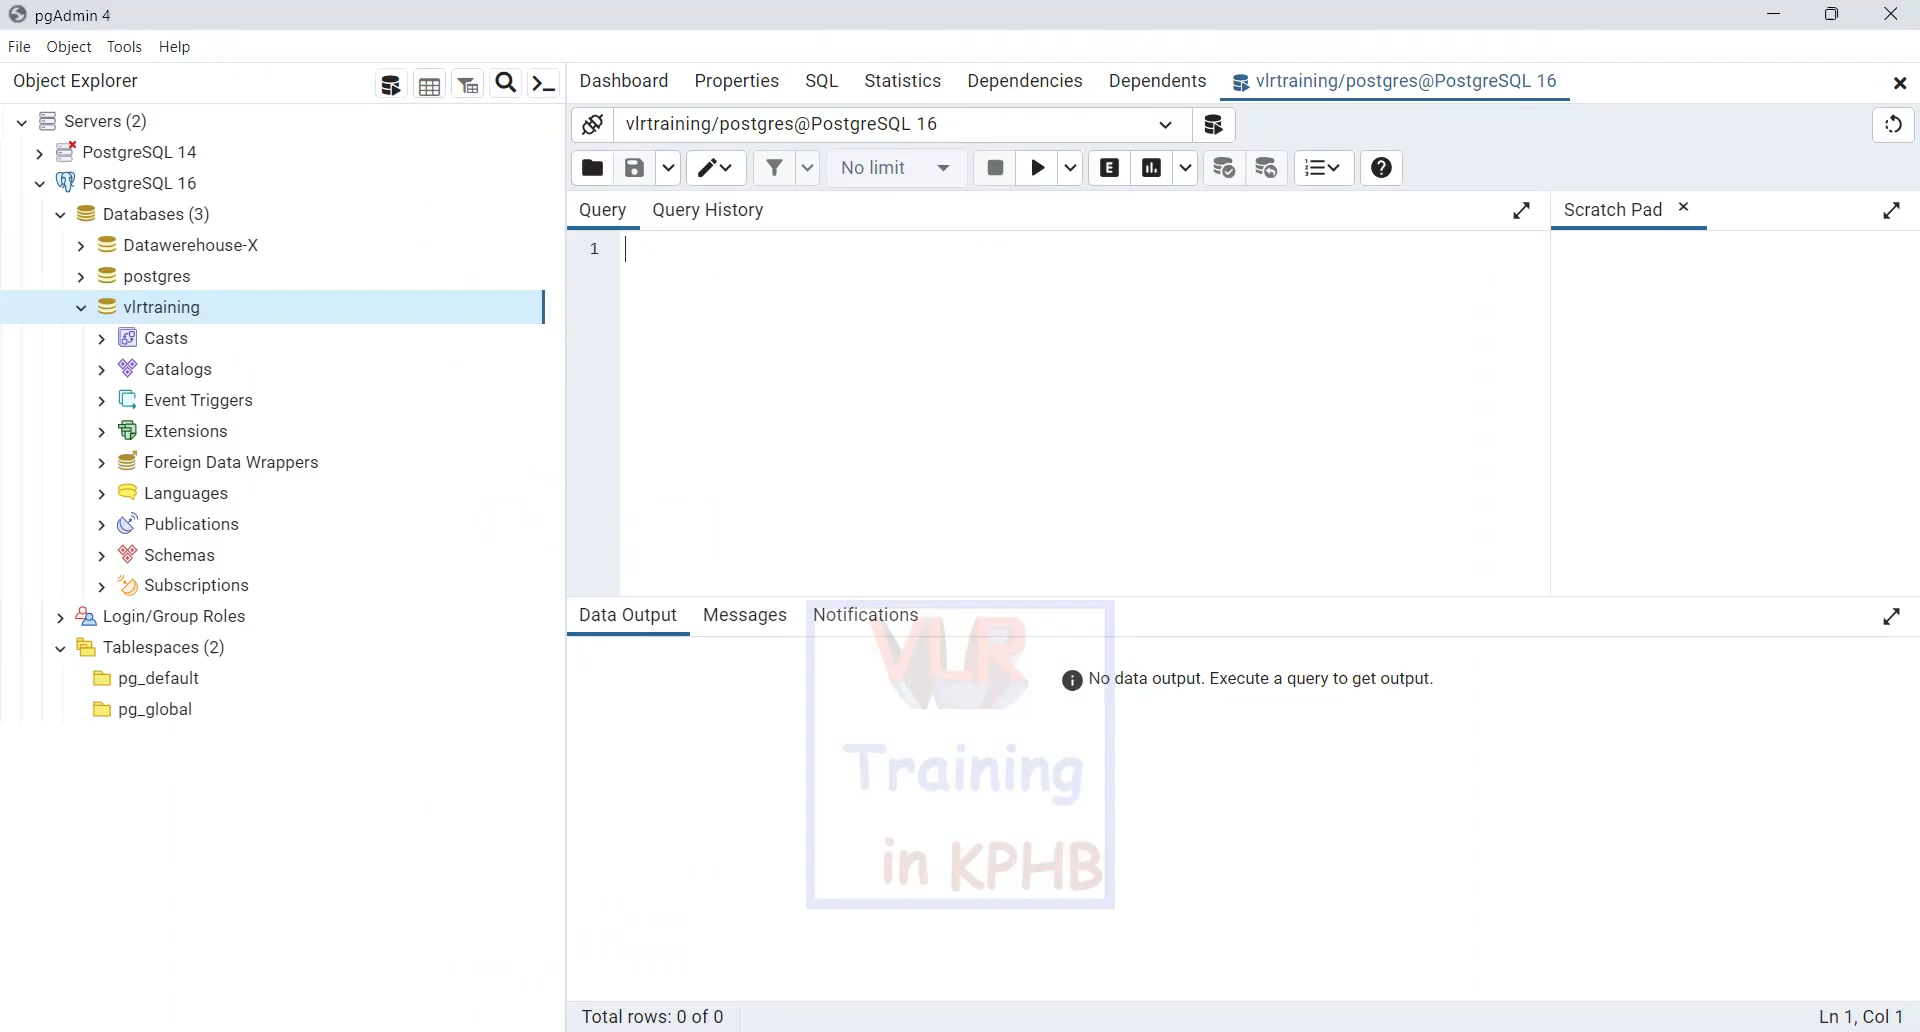 pgAdmin 4
File Object Tools Help
Object Explorer
Dashboard Properties SQL Statistics Dependencies Dependents vlrtraining/postgres@PostgreSQL 16
Servers (2)
PostgreSQL 14
PostgreSQL 16
Databases (3)
Datawerehouse-X
postgres
vlrtraining
Casts
Catalogs
Event Triggers
Extensions
Foreign Data Wrappers
Languages
Publications
Schemas
Subscriptions
Login/Group Roles
Tablespaces (2)
pg_default
pg_global
vlrtraining/postgres@PostgreSQL 16
No limit
E
Query Query History
Scratch Pad
1
Data Output Messages Notifications
No data output. Execute a query to get output.
VLR
Training
in KPHB
Total rows: 0 of 0
Ln 1, Col 1